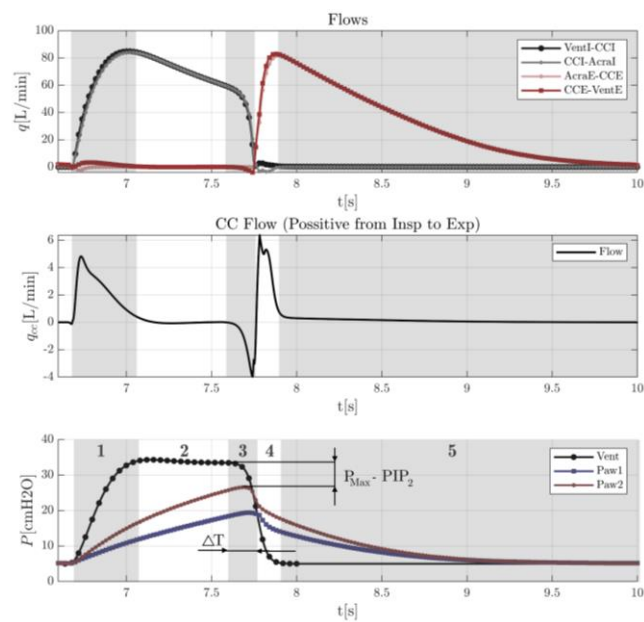 Flows
100
80
60
40
20
0
q[L/min]
VentI-CCI
CCI-AcraI
AcraE-CCE
CCE-VentE
7 7.5 8 8.5 9 9.5 10
t[s]
CC Flow (Possitive from Insp to Exp)
6
4
2
0
-2
-4
qcc[L/min]
Flow
7 7.5 8 8.5 9 9.5 10
t[s]
40
30
20
10
0
P[cmH2O]
1 2 3 4 5
Vent
Paw1
Paw2
PMax - PIP2
ΔT
7 7.5 8 8.5 9 9.5 10
t[s]